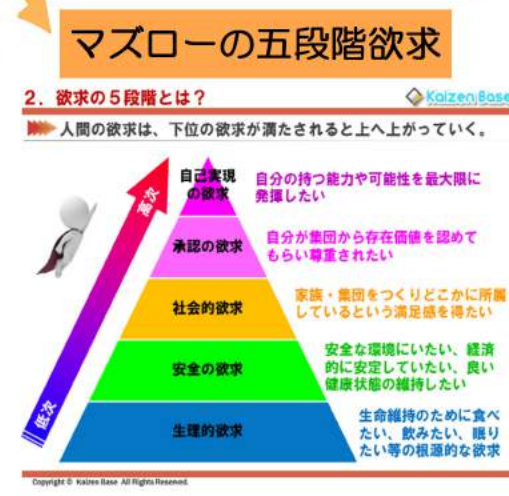 マズローの五段階欲求
2. 欲求の5段階とは?
Kaizen Base
人間の欲求は、下位の欲求が満たされると上へ上がっていく。
高次
自己実現
の欲求
自分の持つ能力や可能性を最大限に
発揮したい
承認の欲求
自分が集団から存在価値を認めて
もらい尊重されたい
社会的欲求
家族・集団をつくりどこかに所属
しているという満足感を得たい
安全の欲求
安全な環境にいたい、経済
的に安定していたい、良い
健康状態の維持したい
低次
生理的欲求
生命維持のために食べ
たい、飲みたい、眠り
たい等の根源的な欲求
Copyright © Kaizen Base All Rights Reserved.